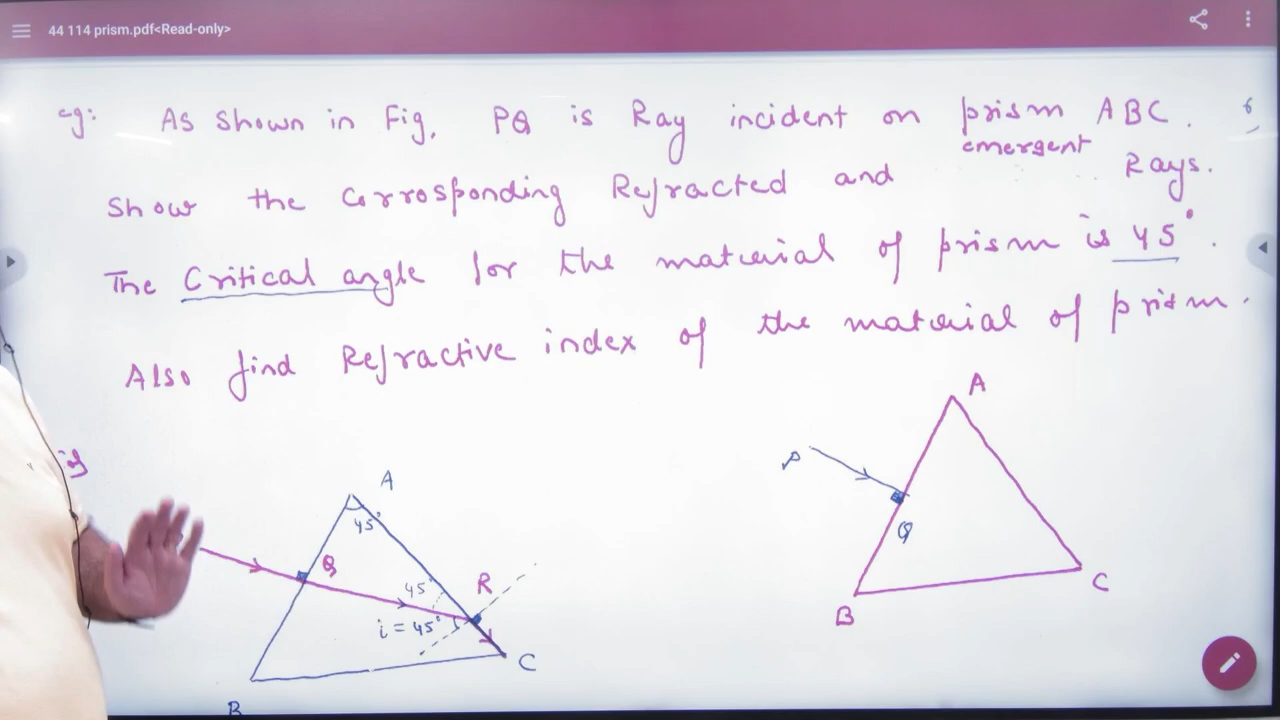 44 114 prism.pdf<Read-only>
eg: As shown in Fig. PQ is Ray incident on prism ABC.
6
emergent
Show the Corrosponding Refracted and Rays.
The Critical angle for the material of prism is 45°.
Also find Refractive index of the material of prism.
A
A
P
45°
Q
Q
45°
R
i = 45°
C
C
B
B